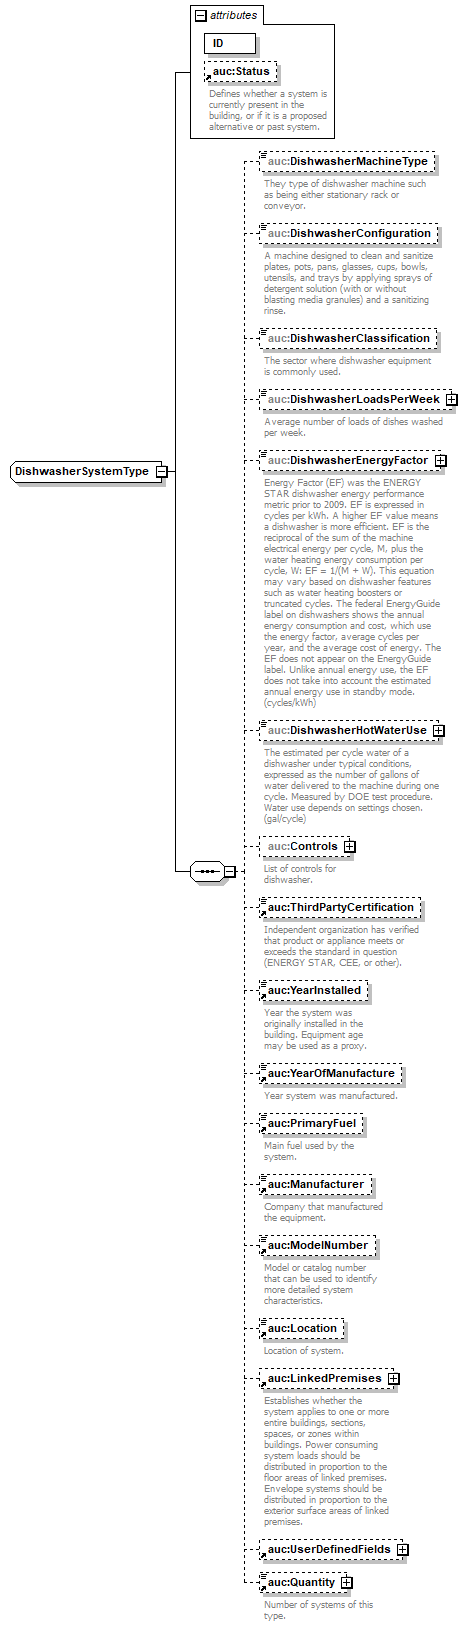 attributes
ID
auc:Status
Defines whether a system is
currently present in the
building, or if it is a proposed
alternative or past system.
auc:DishwasherMachineType
They type of dishwasher machine such
as being either stationary rack or
conveyor.
auc:DishwasherConfiguration
A machine designed to clean and sanitize
plates, pots, pans, glasses, cups, bowls,
utensils, and trays by applying sprays of
detergent solution (with or without
blasting media granules) and a sanitizing
rinse.
auc:DishwasherClassification
The sector where dishwasher equipment
is commonly used.
auc:DishwasherLoadsPerWeek
Average number of loads of dishes washed
per week.
DishwasherSystemType
auc:DishwasherEnergyFactor
Energy Factor (EF) was the ENERGY
STAR dishwasher energy performance
metric prior to 2009. EF is expressed in
cycles per kWh. A higher EF value means
a dishwasher is more efficient. EF is the
reciprocal of the sum of the machine
electrical energy per cycle, M, plus the
water heating energy consumption per
cycle, W: EF = 1/(M + W). This equation
may vary based on dishwasher features
such as water heating boosters or
truncated cycles. The federal EnergyGuide
label on dishwashers shows the annual
energy consumption and cost, which use
the energy factor, average cycles per
year, and the average cost of energy. The
EF does not appear on the EnergyGuide
label. Unlike annual energy use, the EF
does not take into account the estimated
annual energy use in standby mode.
(cycles/kWh)
auc:DishwasherHotWaterUse
The estimated per cycle water of a
dishwasher under typical conditions,
expressed as the number of gallons of
water delivered to the machine during one
cycle. Measured by DOE test procedure.
Water use depends on settings chosen.
(gal/cycle)
auc:Controls
List of controls for
dishwasher.
auc:ThirdPartyCertification
Independent organization has verified
that product or appliance meets or
exceeds the standard in question
(ENERGY STAR, CEE, or other).
auc:YearInstalled
Year the system was
originally installed in the
building. Equipment age
may be used as a proxy.
auc:YearOfManufacture
Year system was manufactured.
auc:PrimaryFuel
Main fuel used by the
system.
auc:Manufacturer
Company that manufactured
the equipment.
auc:ModelNumber
Model or catalog number
that can be used to identify
more detailed system
characteristics.
auc:Location
Location of system.
auc:LinkedPremises
Establishes whether the
system applies to one or more
entire buildings, sections,
spaces, or zones within
buildings. Power consuming
system loads should be
distributed in proportion to the
floor areas of linked premises.
Envelope systems should be
distributed in proportion to the
exterior surface areas of linked
premises.
auc:UserDefinedFields
auc:Quantity
Number of systems of this
type.